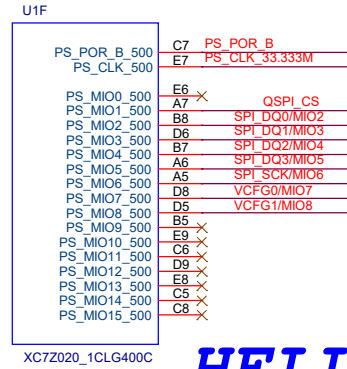 U1F
PS_POR_B_500 C7 PS_POR_B
PS_CLK_500 E7 PS_CLK_33.333M
PS_MIO0_500 E6
PS_MIO1_500 A7 QSPI_CS
PS_MIO2_500 B8 SPI_DQ0/MIO2
PS_MIO3_500 D6 SPI_DQ1/MIO3
PS_MIO4_500 B7 SPI_DQ2/MIO4
PS_MIO5_500 A6 SPI_DQ3/MIO5
PS_MIO6_500 A5 SPI_SCK/MIO6
PS_MIO7_500 D8 VCFG0/MIO7
PS_MIO8_500 D5 VCFG1/MIO8
PS_MIO9_500 B5
PS_MIO10_500 E9
PS_MIO11_500 C6
PS_MIO12_500 D9
PS_MIO13_500 E8
PS_MIO14_500 C5
PS_MIO15_500 C8
XC7Z020_1CLG400C